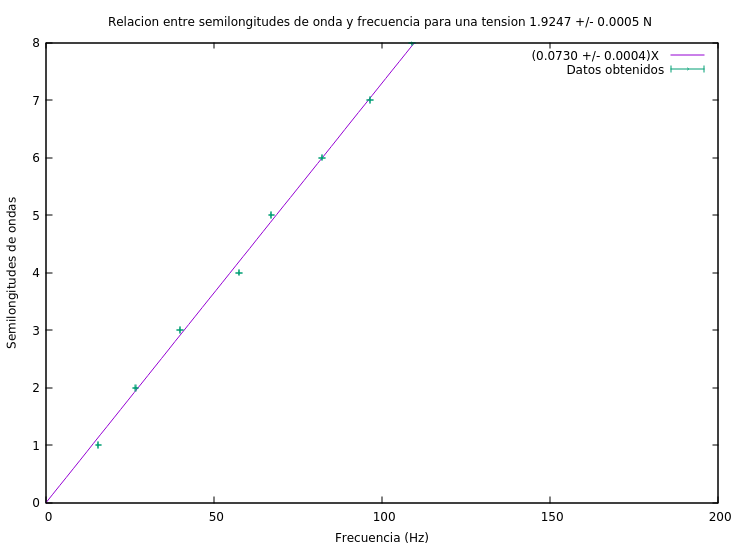 Relacion entre semilongitudes de onda y frecuencia para una tension 1.9247 +/- 0.0005 N
8
7
6
5
4
3
2
1
0
Semilongitudes de ondas
(0.0730 +/- 0.0004)X
Datos obtenidos
0 50 100 150 200
Frecuencia (Hz)